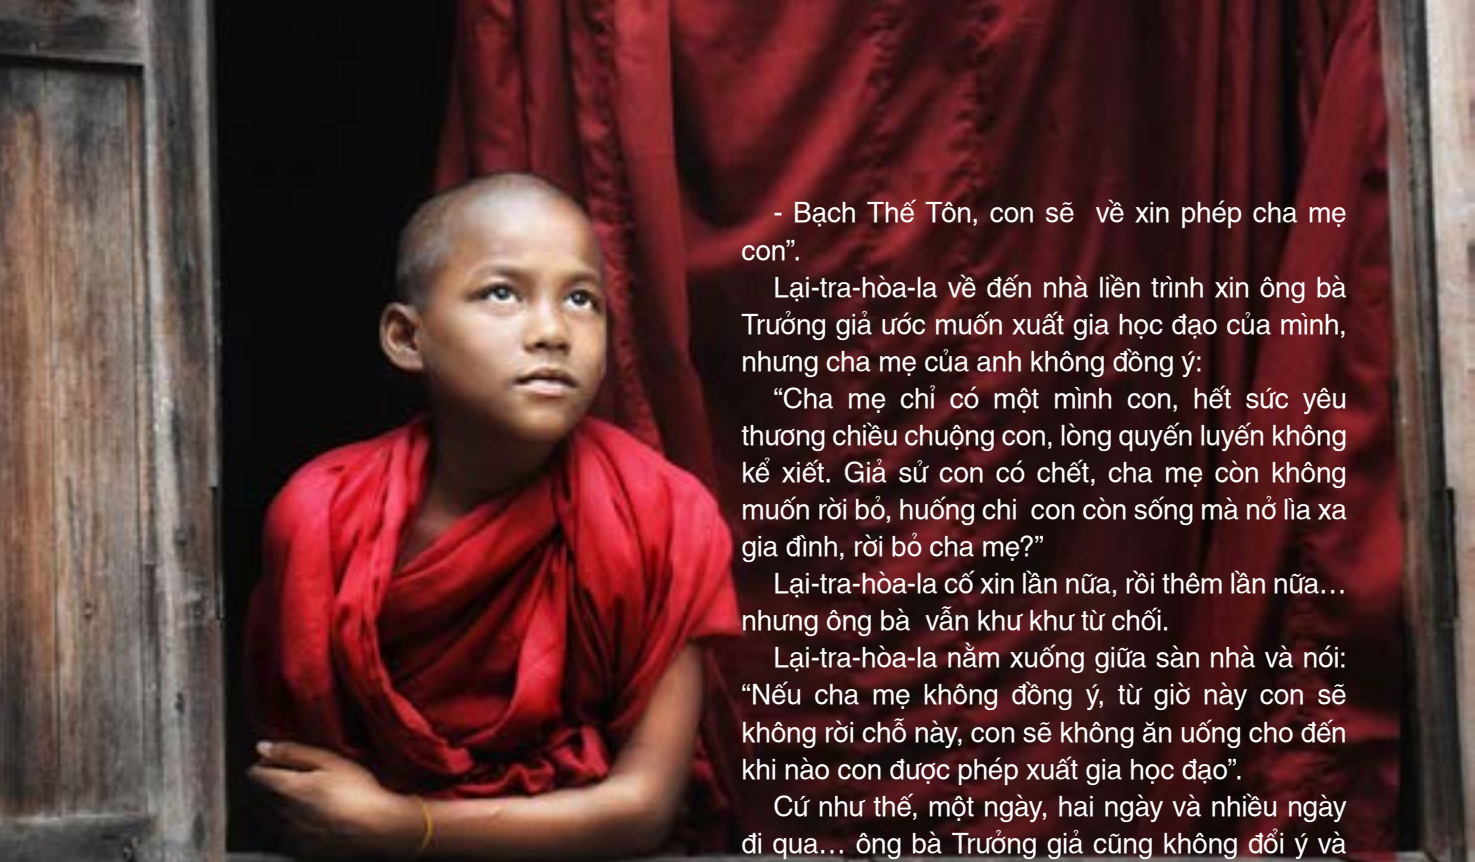 - Bạch Thế Tôn, con sẽ  về xin phép cha mẹ
con”.
Lại-tra-hòa-la về đến nhà liền trình xin ông bà
Trưởng giả ước muốn xuất gia học đạo của mình,
nhưng cha mẹ của anh không đồng ý:
“Cha mẹ chỉ có một mình con, hết sức yêu
thương chiều chuộng con, lòng quyến luyến không
kể xiết. Giả sử con có chết, cha mẹ còn không
muốn rời bỏ, huống chi  con còn sống mà nở lìa xa
gia đình, rời bỏ cha mẹ?”
Lại-tra-hòa-la cố xin lần nữa, rồi thêm lần nữa…
nhưng ông bà  vẫn khư khư từ chối.
Lại-tra-hòa-la nằm xuống giữa sàn nhà và nói:
“Nếu cha mẹ không đồng ý, từ giờ này con sẽ
không rời chỗ này, con sẽ không ăn uống cho đến
khi nào con được phép xuất gia học đạo”.
Cứ như thế, một ngày, hai ngày và nhiều ngày
đi qua… ông bà Trưởng giả cũng không đổi ý và